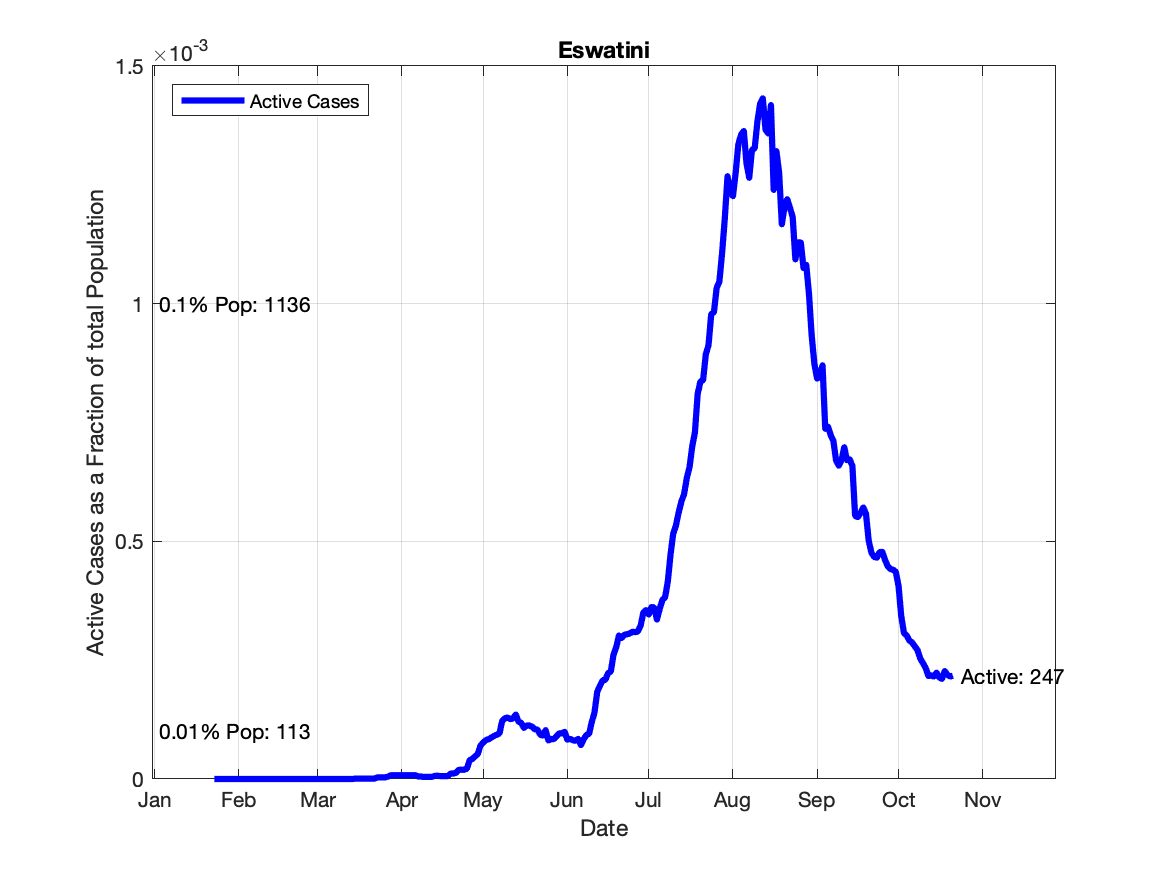 Eswatini
×10-3
1.5
1
0.5
0
Active Cases
0.1% Pop: 1136
0.01% Pop: 113
Active: 247
Active Cases as a Fraction of total Population
Jan Feb Mar Apr May Jun Jul Aug Sep Oct Nov
Date